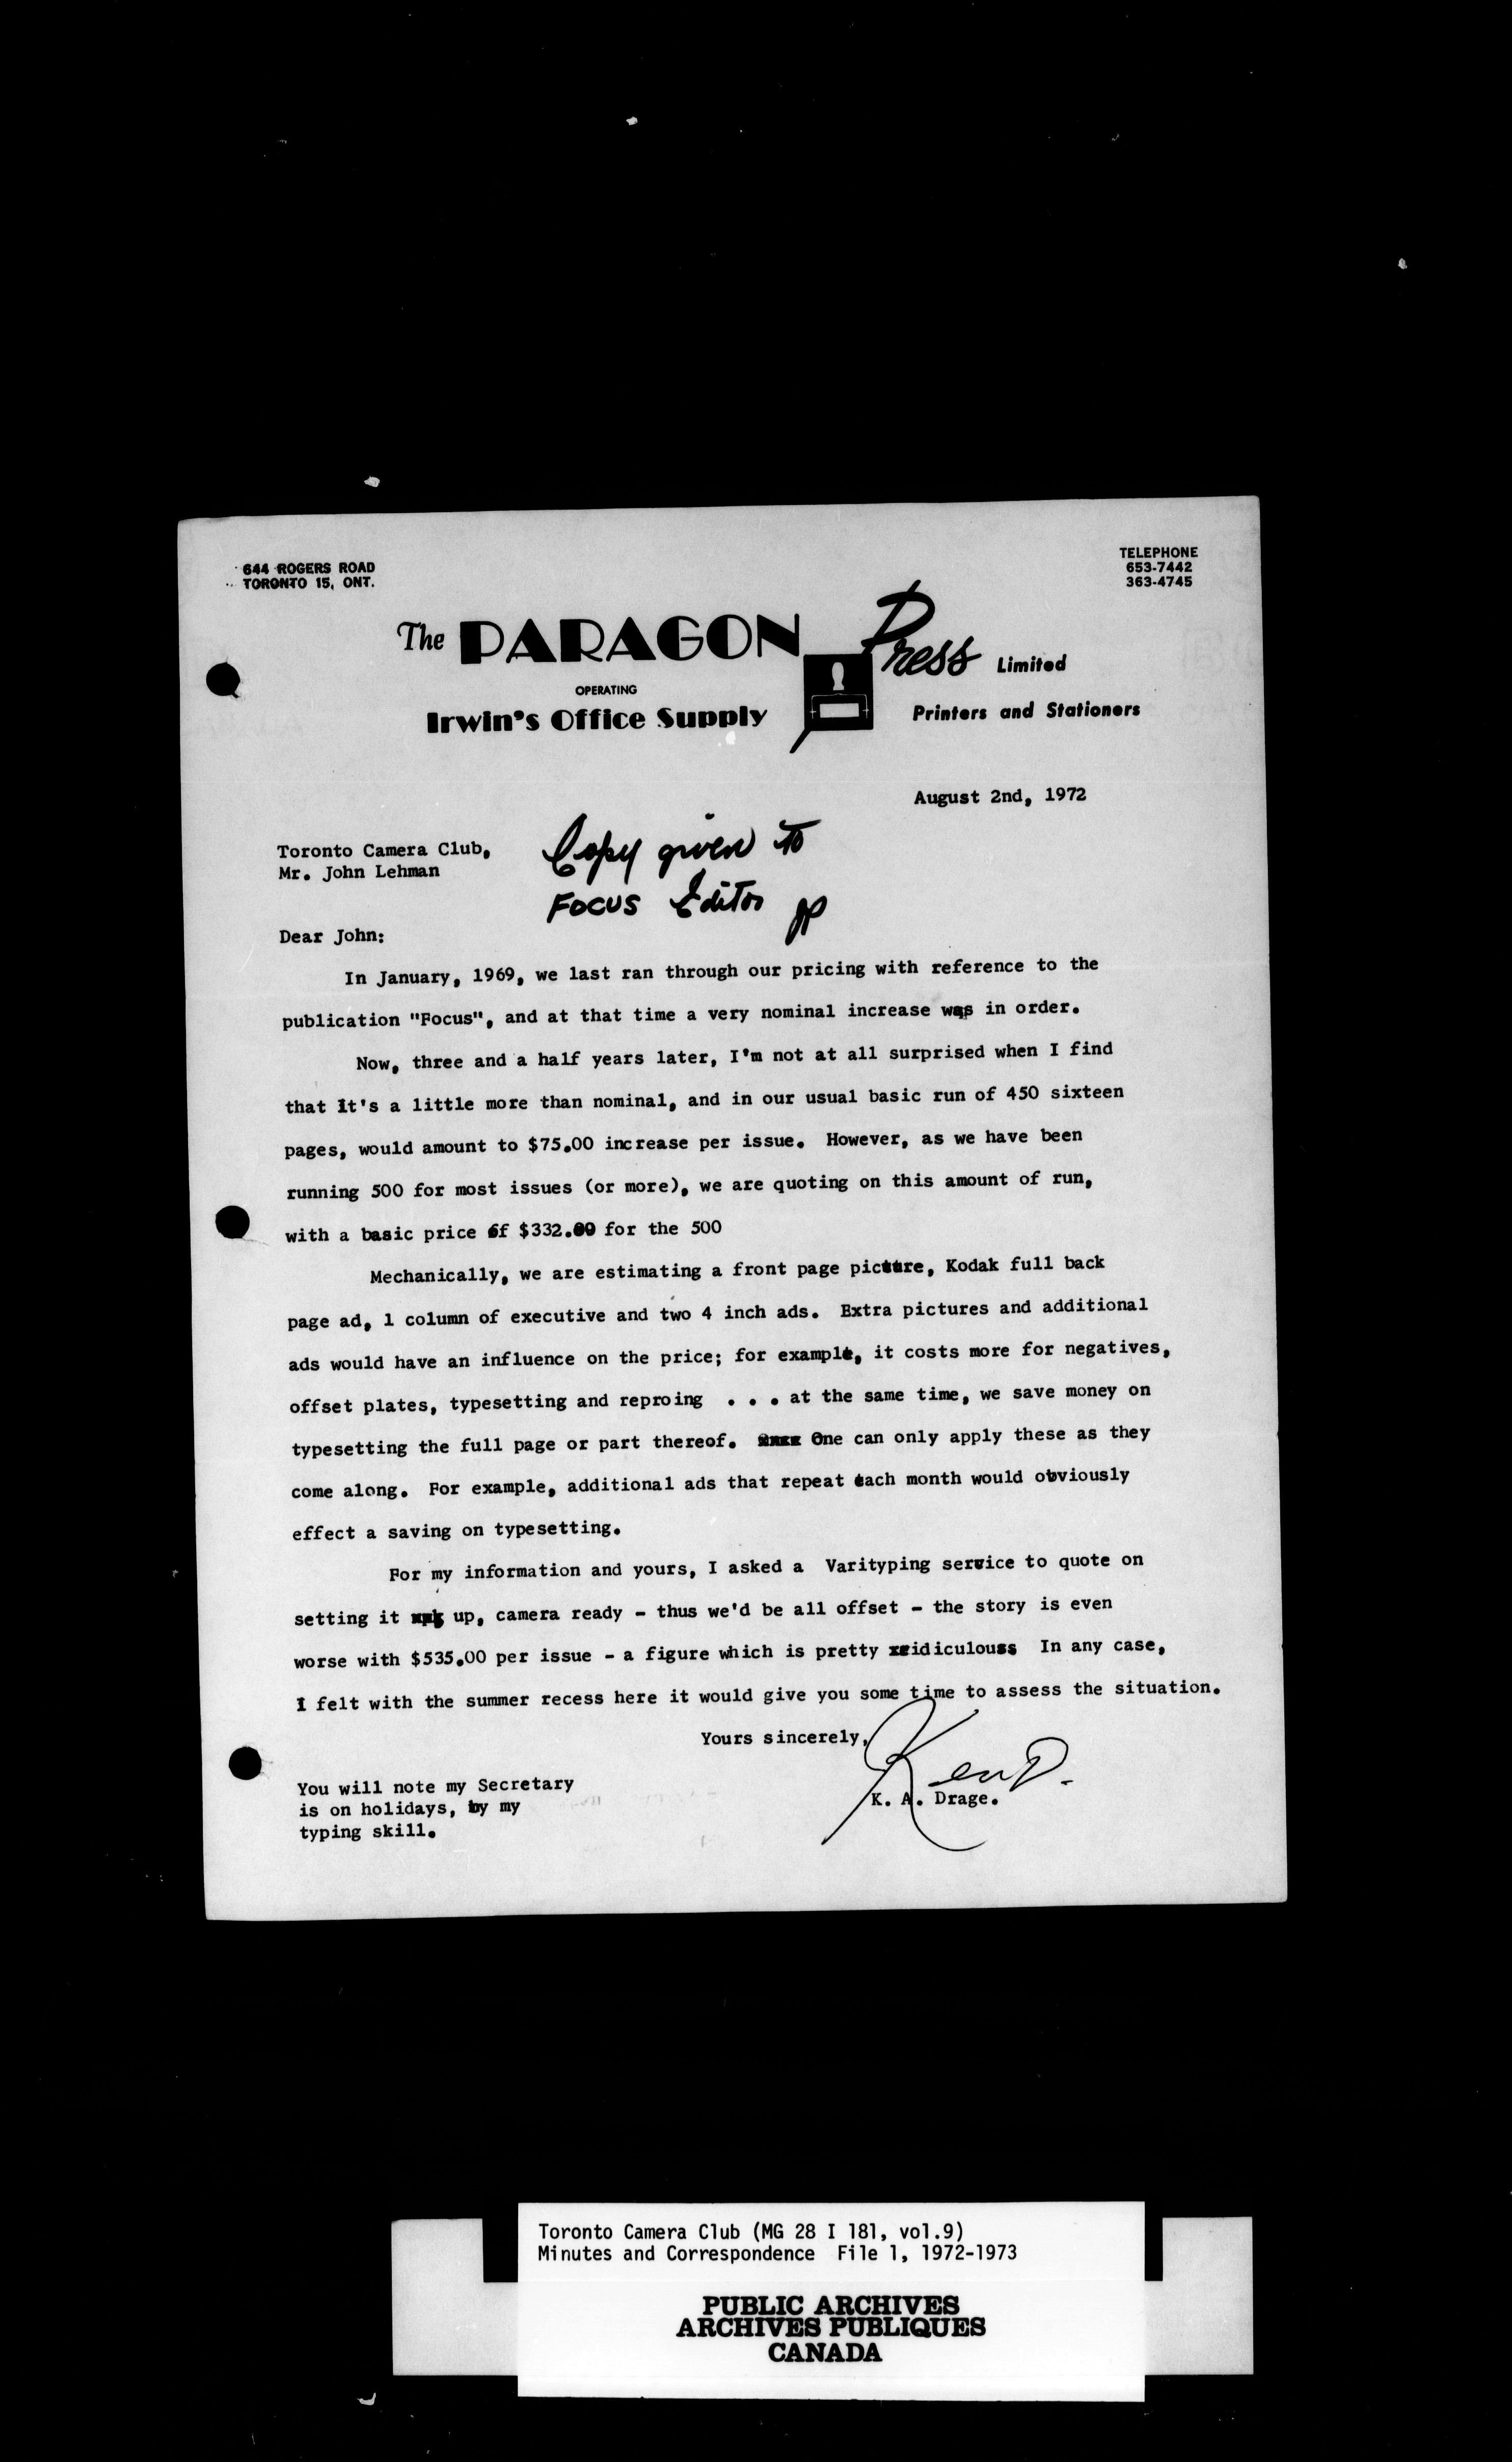 644 ROGERS ROAD
TORONTO 15, ONT.
TELEPHONE
653-7442
363-4745
The PARAGON Press Limited
OPERATING
Irwin's Office Supply
Printers and Stationers
August 2nd, 1972
Toronto Camera Club,
Mr. John Lehman
Copy given to
FOCUS Editor
Dear John:
In January, 1969, we last ran through our pricing with reference to the
publication "Focus", and at that time a very nominal increase was in order.
Now, three and a half years later, I'm not at all surprised when I find
that it's a little more than nominal, and in our usual basic run of 450 sixteen
pages, would amount to $75.00 increase per issue. However, as we have been
running 500 for most issues (or more), we are quoting on this amount of run,
with a basic price of $332.00 for the 500
Mechanically, we are estimating a front page picture, Kodak full back
page ad, 1 column of executive and two 4 inch ads. Extra pictures and additional
ads would have an influence on the price; for example, it costs more for negatives,
offset plates, typesetting and reproing . . . at the same time, we save money on
typesetting the full page or part thereof. One can only apply these as they
come along. For example, additional ads that repeat each month would obviously
effect a saving on typesetting.
For my information and yours, I asked a Varityping service to quote on
setting it up, camera ready - thus we'd be all offset - the story is even
worse with $535.00 per issue - a figure which is pretty ridiculous In any case,
I felt with the summer recess here it would give you some time to assess the situation.
Yours sincerely,
Ken D.
K. A. Drage.
You will note my Secretary
is on holidays, by my
typing skill.
Toronto Camera Club (MG 28 I 181, vol.9)
Minutes and Correspondence File 1, 1972-1973
PUBLIC ARCHIVES
ARCHIVES PUBLIQUES
CANADA